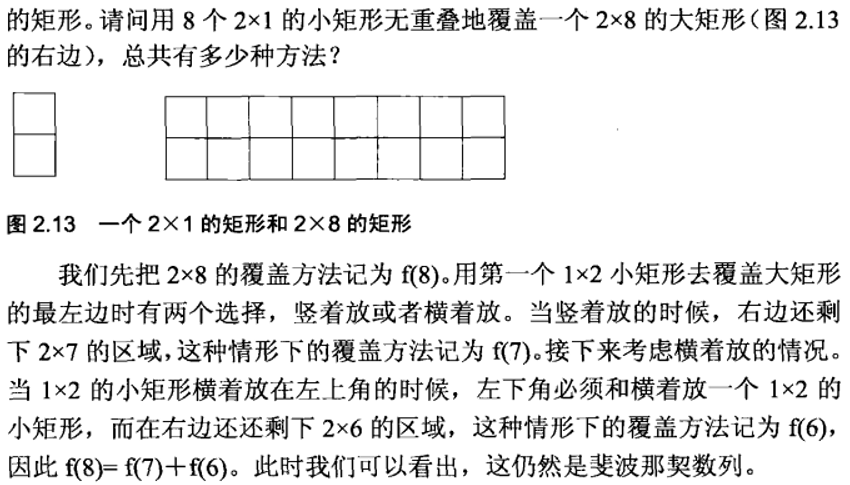 的矩形。请问用 8 个 2×1 的小矩形无重叠地覆盖一个 2×8 的大矩形（图 2.13
的右边），总共有多少种方法？
图 2.13 一个 2×1 的矩形和 2×8 的矩形
我们先把 2×8 的覆盖方法记为 f(8)。用第一个 1×2 小矩形去覆盖大矩形
的最左边时有两个选择，竖着放或者横着放。当竖着放的时候，右边还剩
下 2×7 的区域，这种情形下的覆盖方法记为 f(7)。接下来考虑横着放的情况。
当 1×2 的小矩形横着放在左上角的时候，左下角必须和横着放一个 1×2 的
小矩形，而在右边还还剩下 2×6 的区域，这种情形下的覆盖方法记为 f(6)，
因此 f(8)= f(7)＋f(6)。此时我们可以看出，这仍然是斐波那契数列。